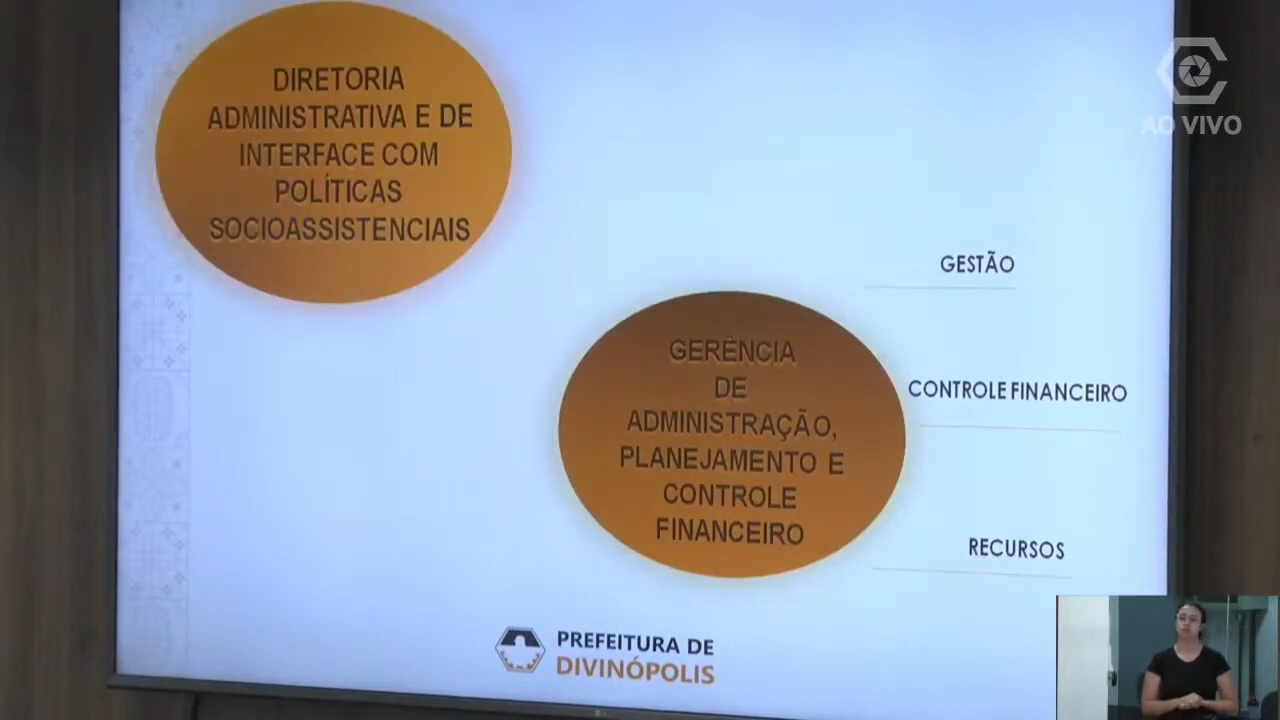 DIRETORIA
ADMINISTRATIVA E DE
INTERFACE COM
POLÍTICAS
SOCIOASSISTENCIAIS
AO VIVO
GESTÃO
GERÊNCIA
DE
ADMINISTRAÇÃO,
PLANEJAMENTO E
CONTROLE
FINANCEIRO
CONTROLE FINANCEIRO
RECURSOS
PREFEITURA DE
DIVINÓPOLIS